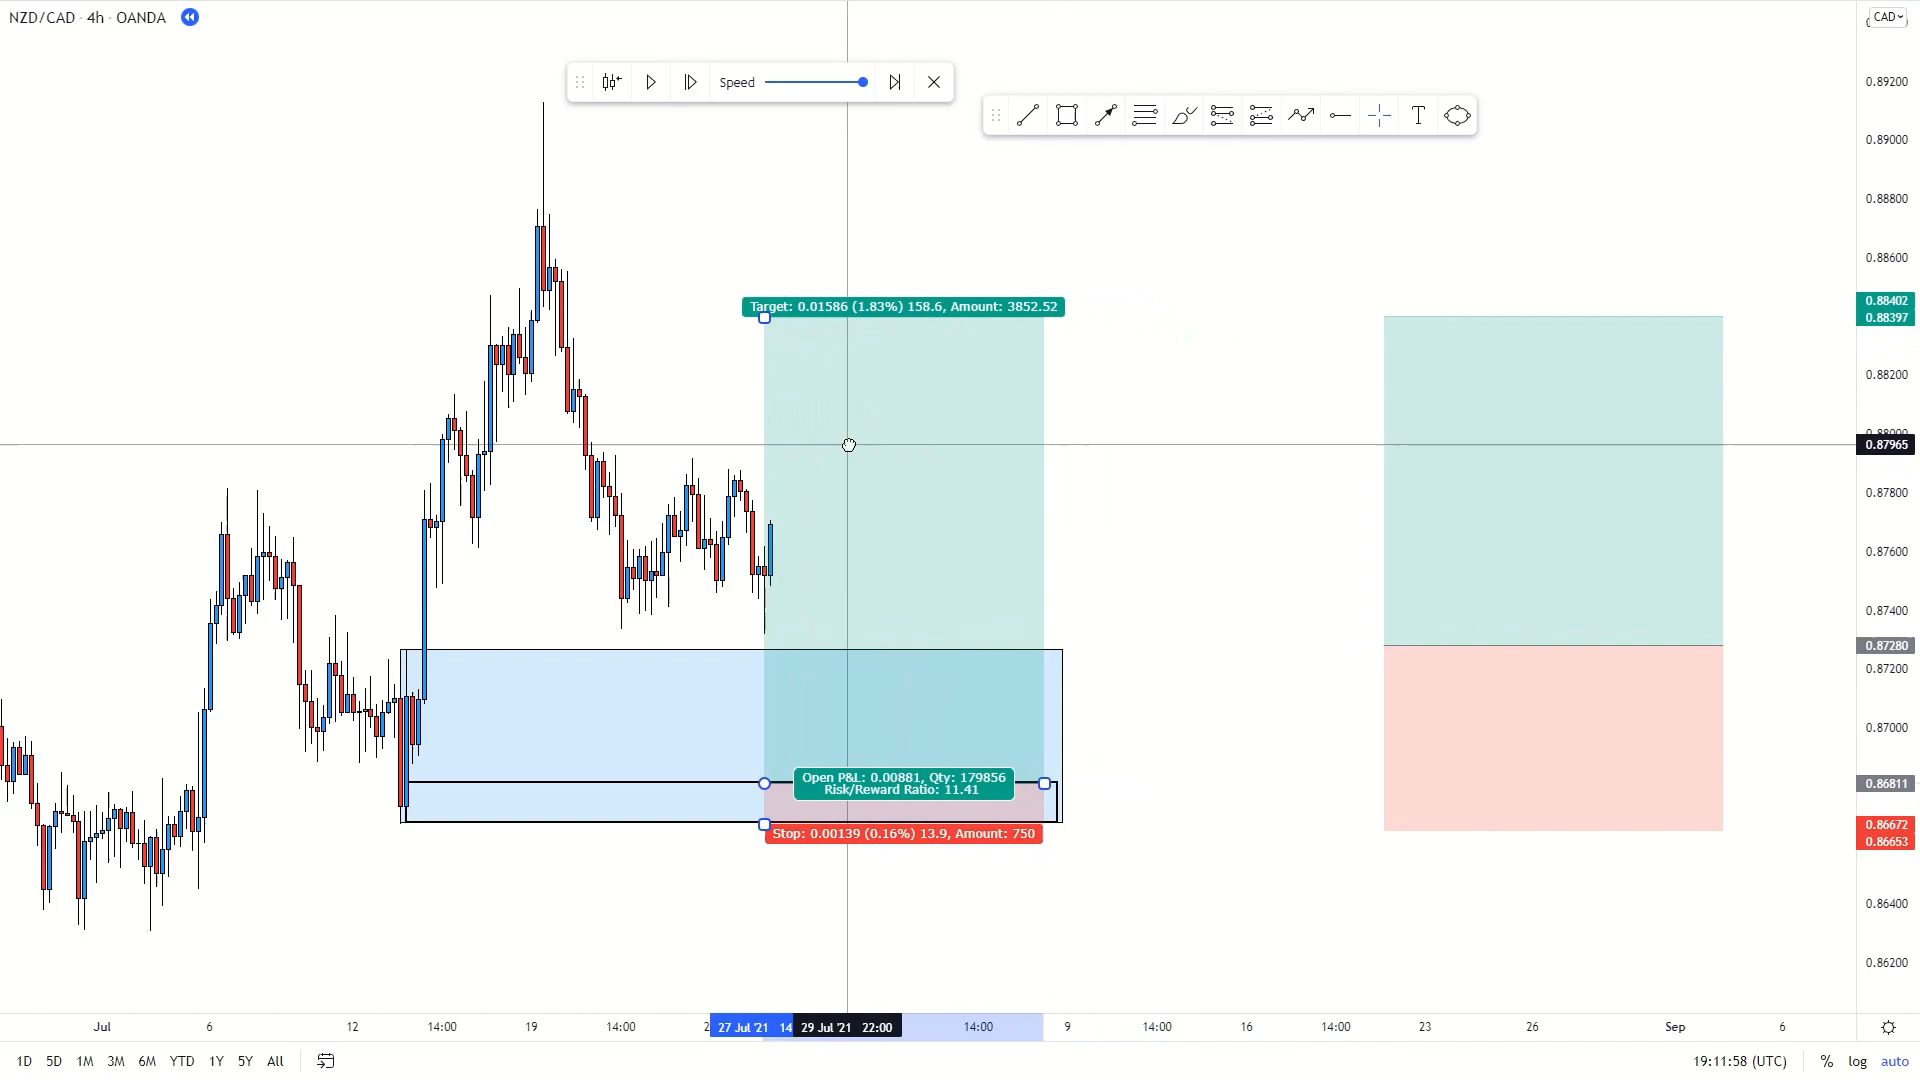 NZD/CAD · 4h · OANDA
CAD
Speed
T
0.89200
0.89000
0.88800
0.88600
Target: 0.01586 (1.83%) 158.6, Amount: 3852.52
0.88402
0.88397
0.88200
0.88000
0.87965
0.87800
0.87600
0.87400
0.87280
0.87200
0.87000
Open P&L: 0.00881, Qty: 179856
Risk/Reward Ratio: 11.41
0.86811
Stop: 0.00139 (0.16%) 13.9, Amount: 750
0.86672
0.86653
0.86400
0.86200
Jul 6 12 14:00 19 14:00 2 27 Jul '21 14 29 Jul '21 22:00 14:00 9 14:00 16 14:00 23 26 Sep 6
1D 5D 1M 3M 6M YTD 1Y 5Y All 19:11:58 (UTC) % log auto